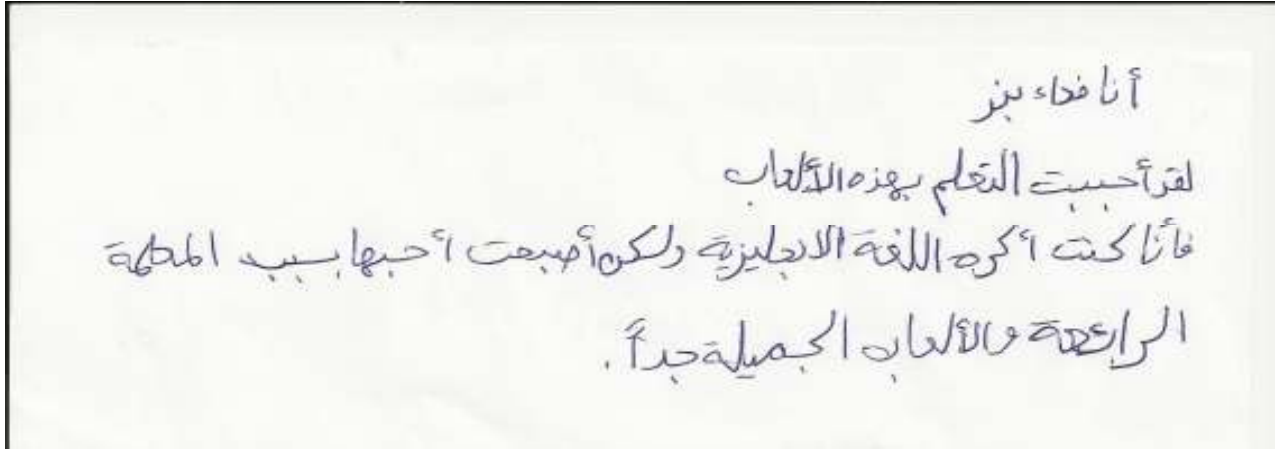 أنا فداء بنر
لقد أحببت التعلم بهذه الألعاب
فأنا كنت أكره اللغة الانجليزية ولكن أصبحت أحبها بسبب المعلمة
الرائعة والألعاب الجميلة جداً.